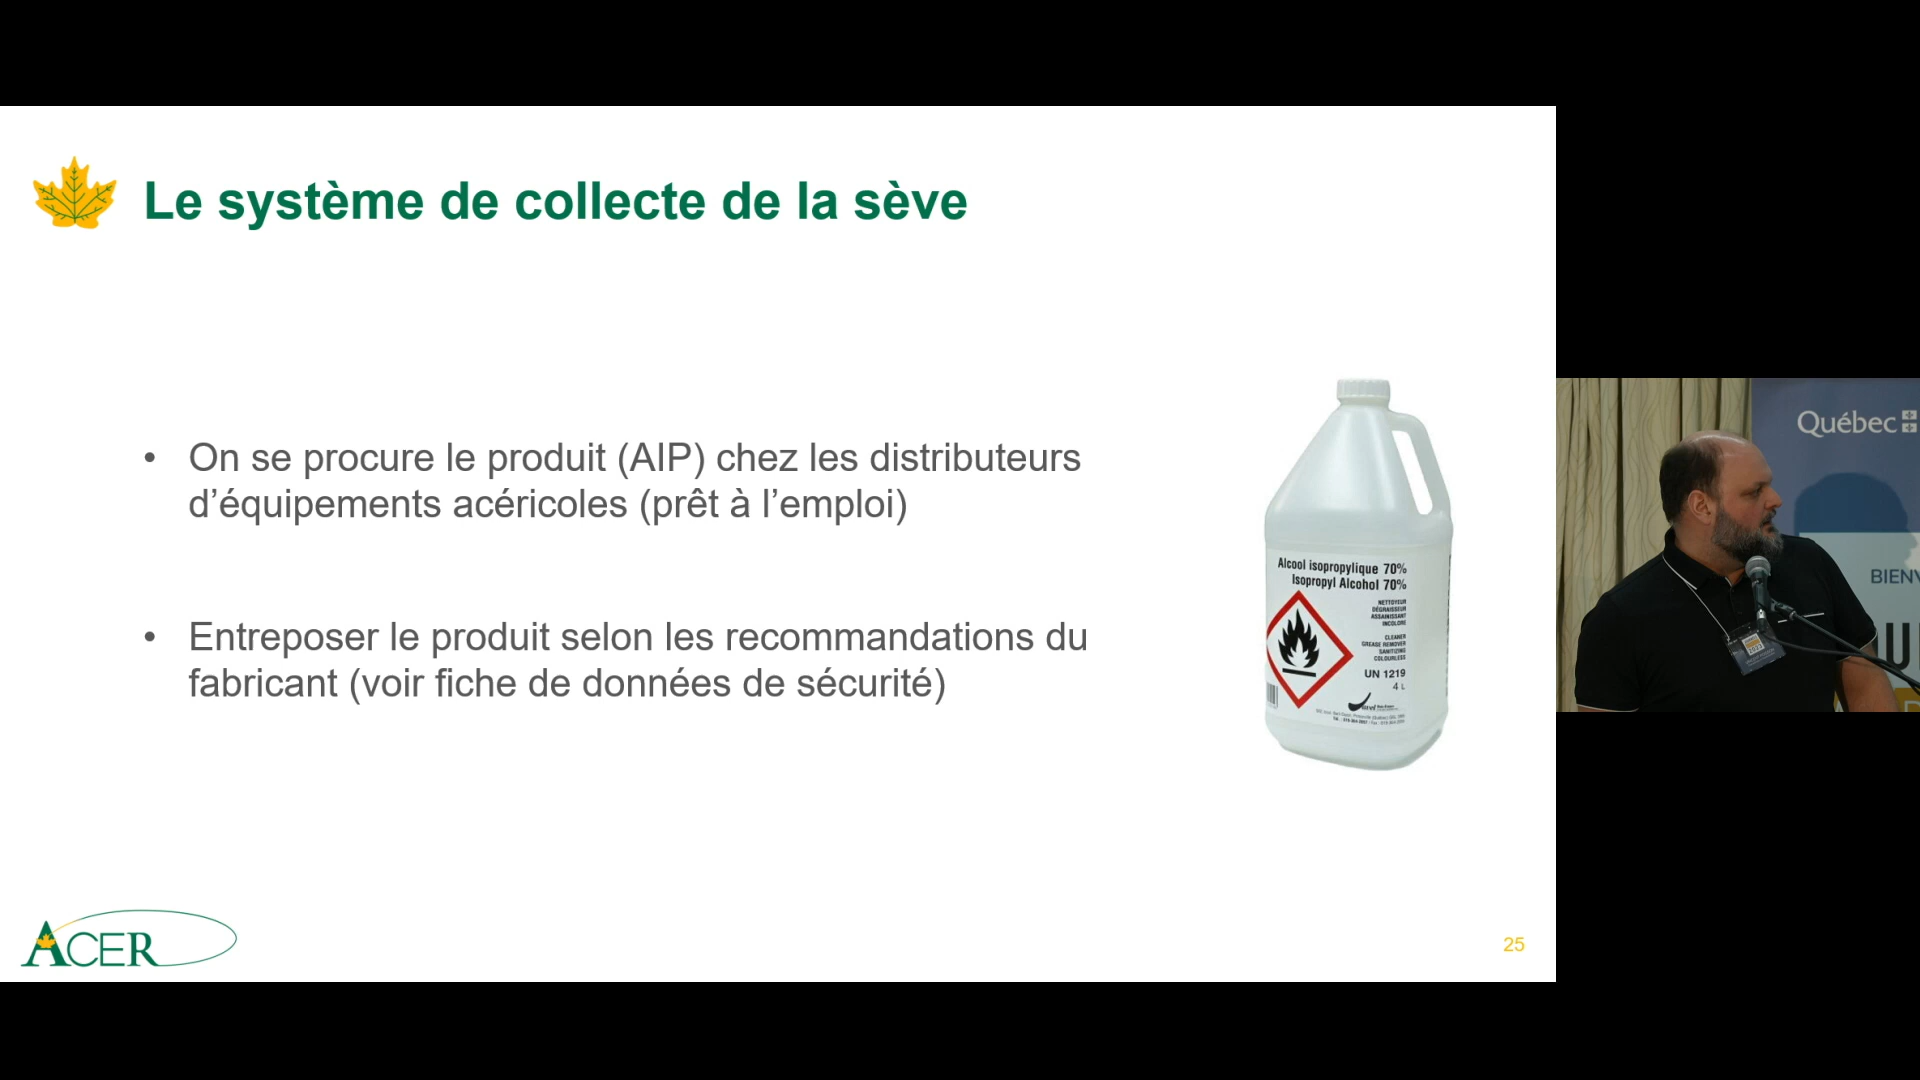 Le système de collecte de la sève
• On se procure le produit (AIP) chez les distributeurs
d’équipements acéricoles (prêt à l’emploi)
• Entreposer le produit selon les recommandations du
fabricant (voir fiche de données de sécurité)
Alcool isopropylique 70%
Isopropyl Alcohol 70%
NETTOYEUR
DÉGRAISSEUR
ASSAINISSANT
INCOLORE
CLEANER
GREASE REMOVER
SANITIZING
COLOURLESS
UN 1219
4 L
ACER
25
Québec
BIENV